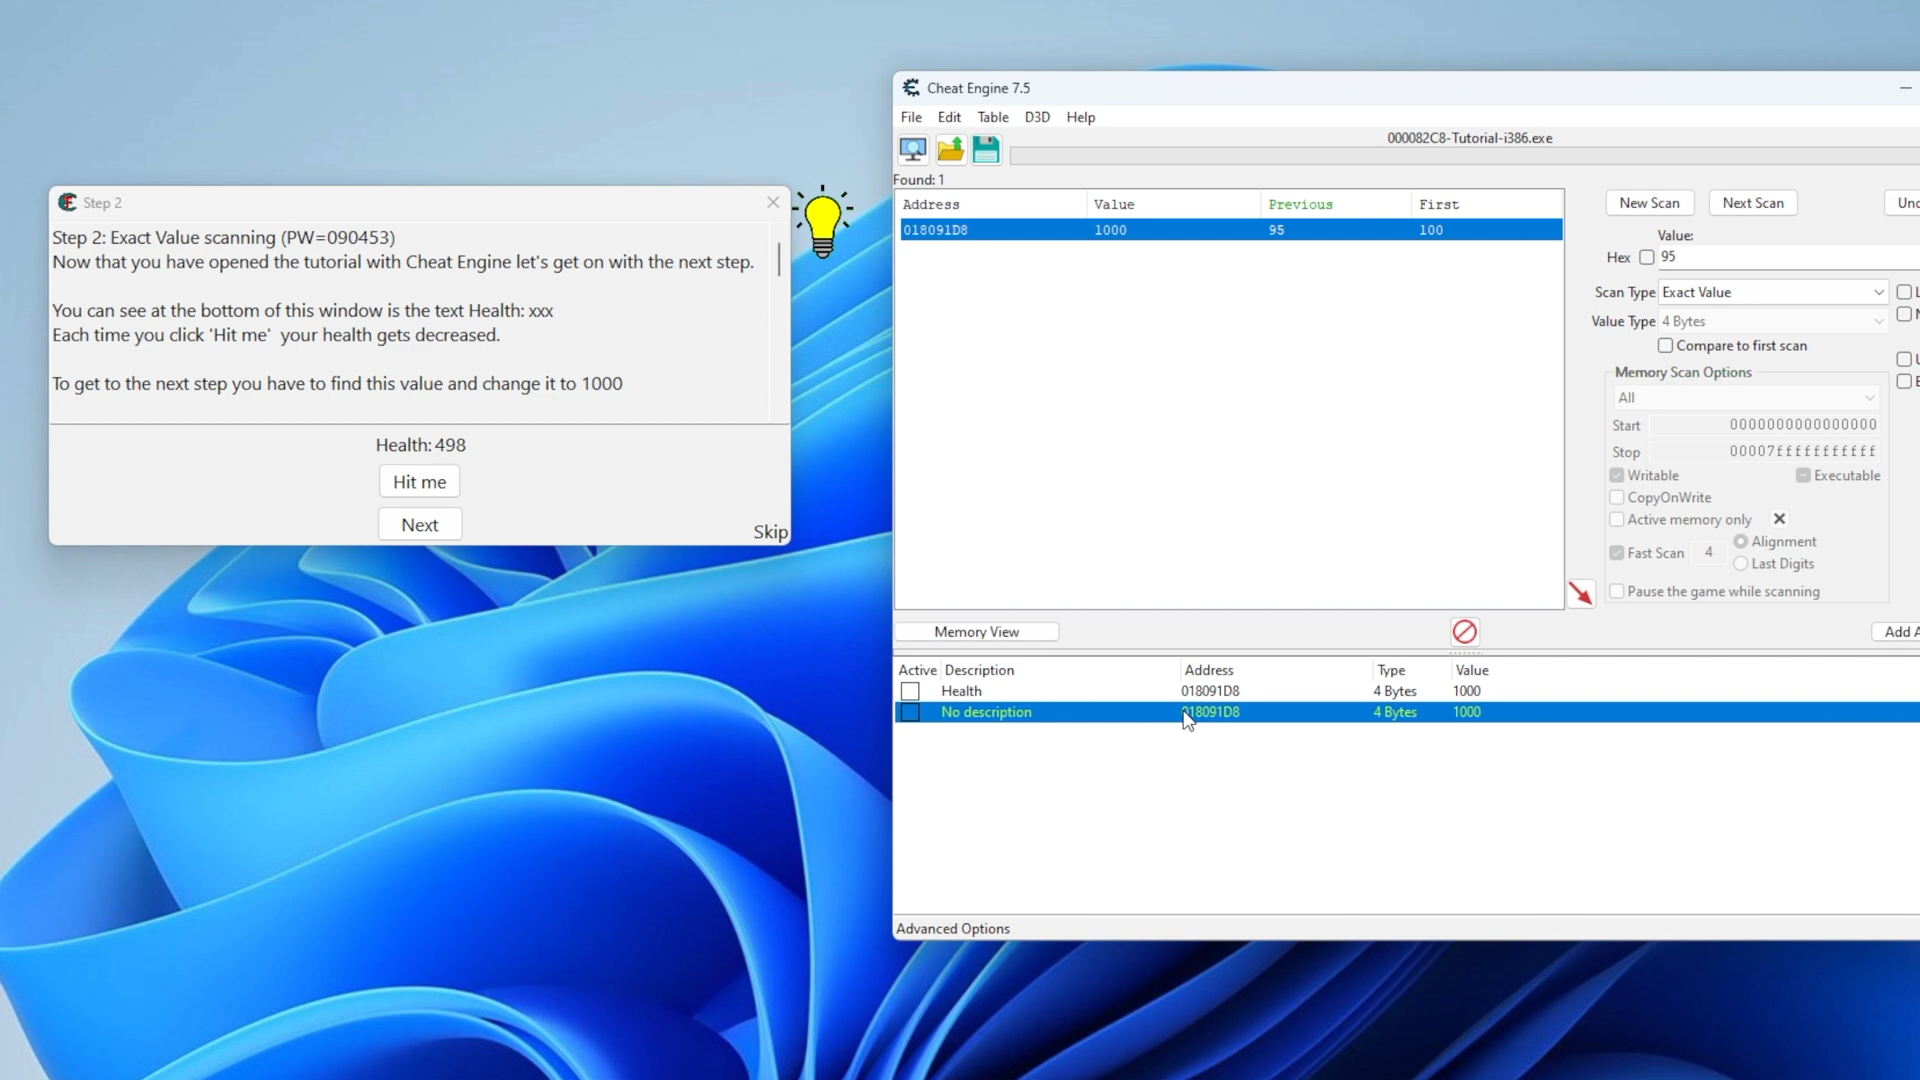 Step 2
Step 2: Exact Value scanning (PW=090453)
Now that you have opened the tutorial with Cheat Engine let's get on with the next step.
You can see at the bottom of this window is the text Health: xxx
Each time you click 'Hit me'  your health gets decreased.
To get to the next step you have to find this value and change it to 1000
Health: 498
Hit me
Next
Skip
Cheat Engine 7.5
File Edit Table D3D Help
000082C8-Tutorial-i386.exe
Found: 1
Address Value Previous First
018091D8 1000 95 100
New Scan Next Scan
Value:
Hex 95
Scan Type Exact Value
Value Type 4 Bytes
Compare to first scan
Memory Scan Options
All
Start 0000000000000000
Stop 00007fffffffffff
Writable Executable
CopyOnWrite
Active memory only
Fast Scan 4 Alignment
Last Digits
Pause the game while scanning
Memory View
Add
Active Description Address Type Value
Health 018091D8 4 Bytes 1000
No description 018091D8 4 Bytes 1000
Advanced Options